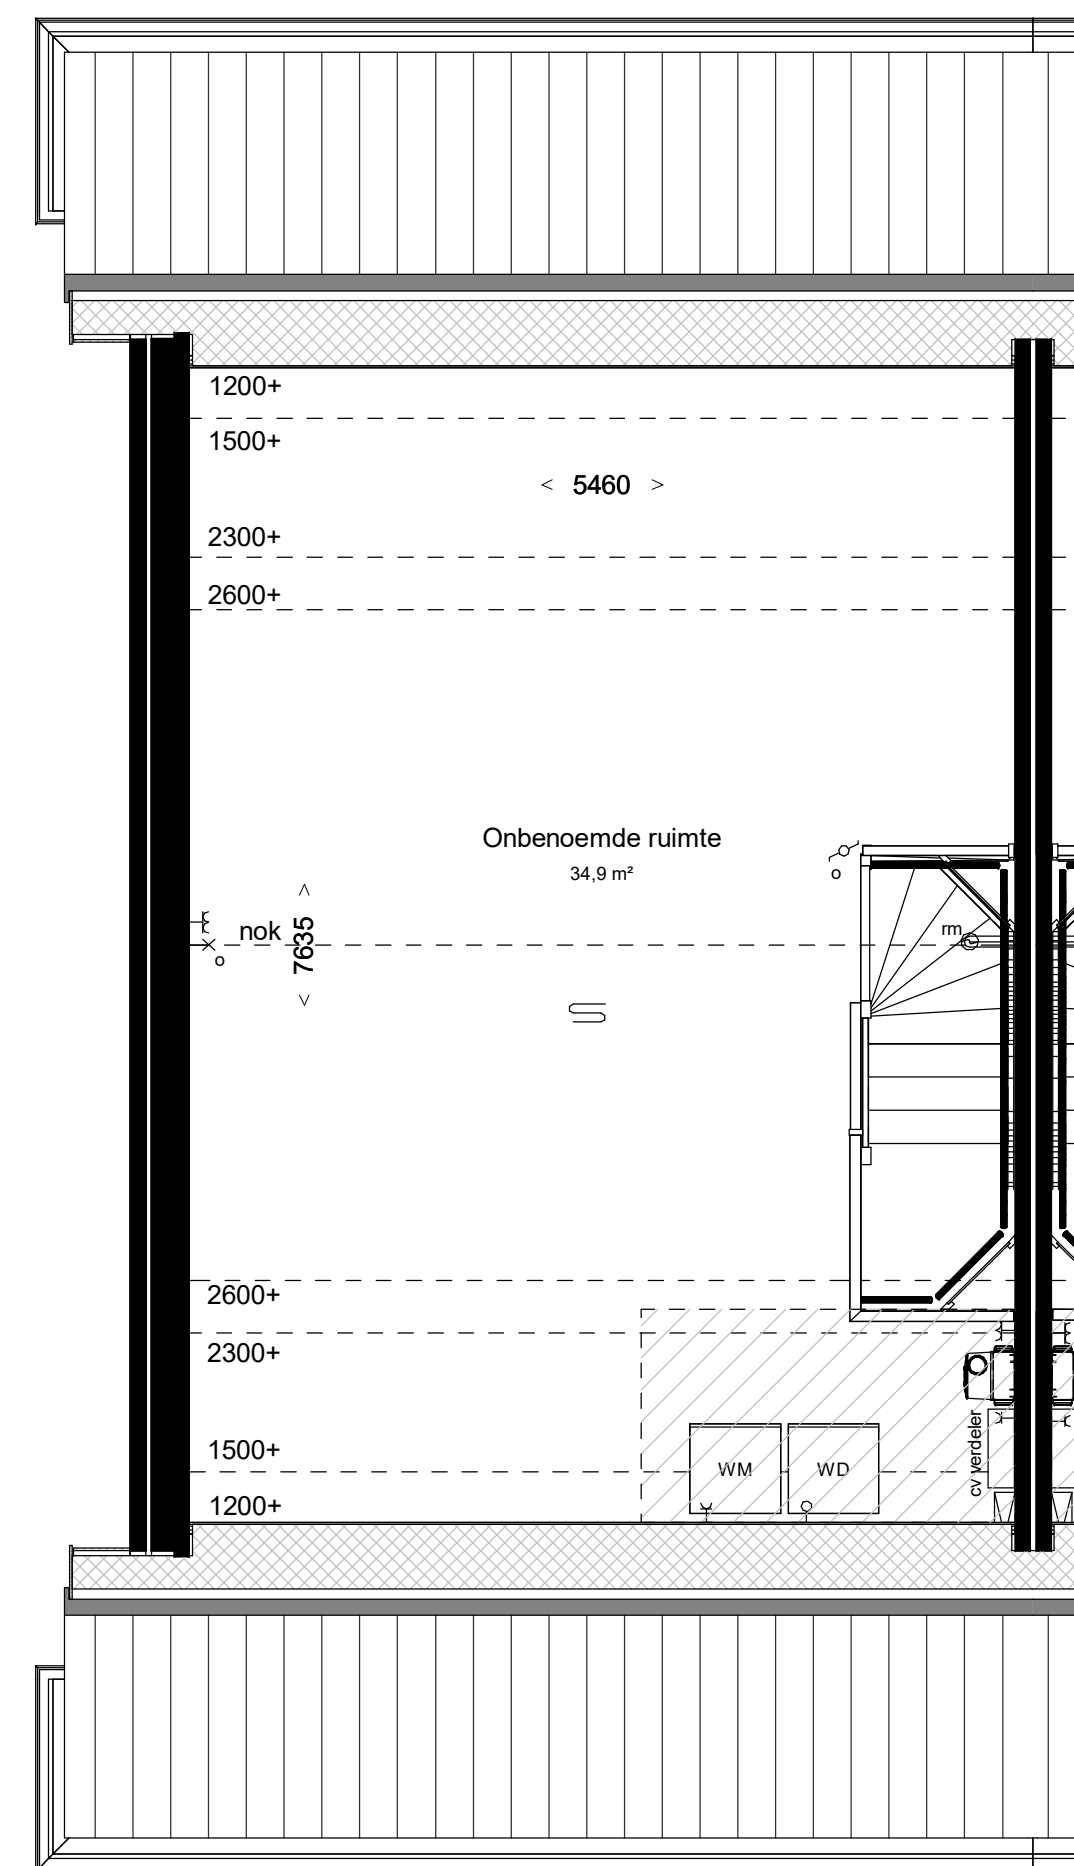 1200+
1500+
< 5460 >
2300+
2600+
Onbenoemde ruimte
34,9 m²
o
nok
< 7635 >
o
rm
2600+
2300+
1500+
WM
WD
cv verdeler
1200+